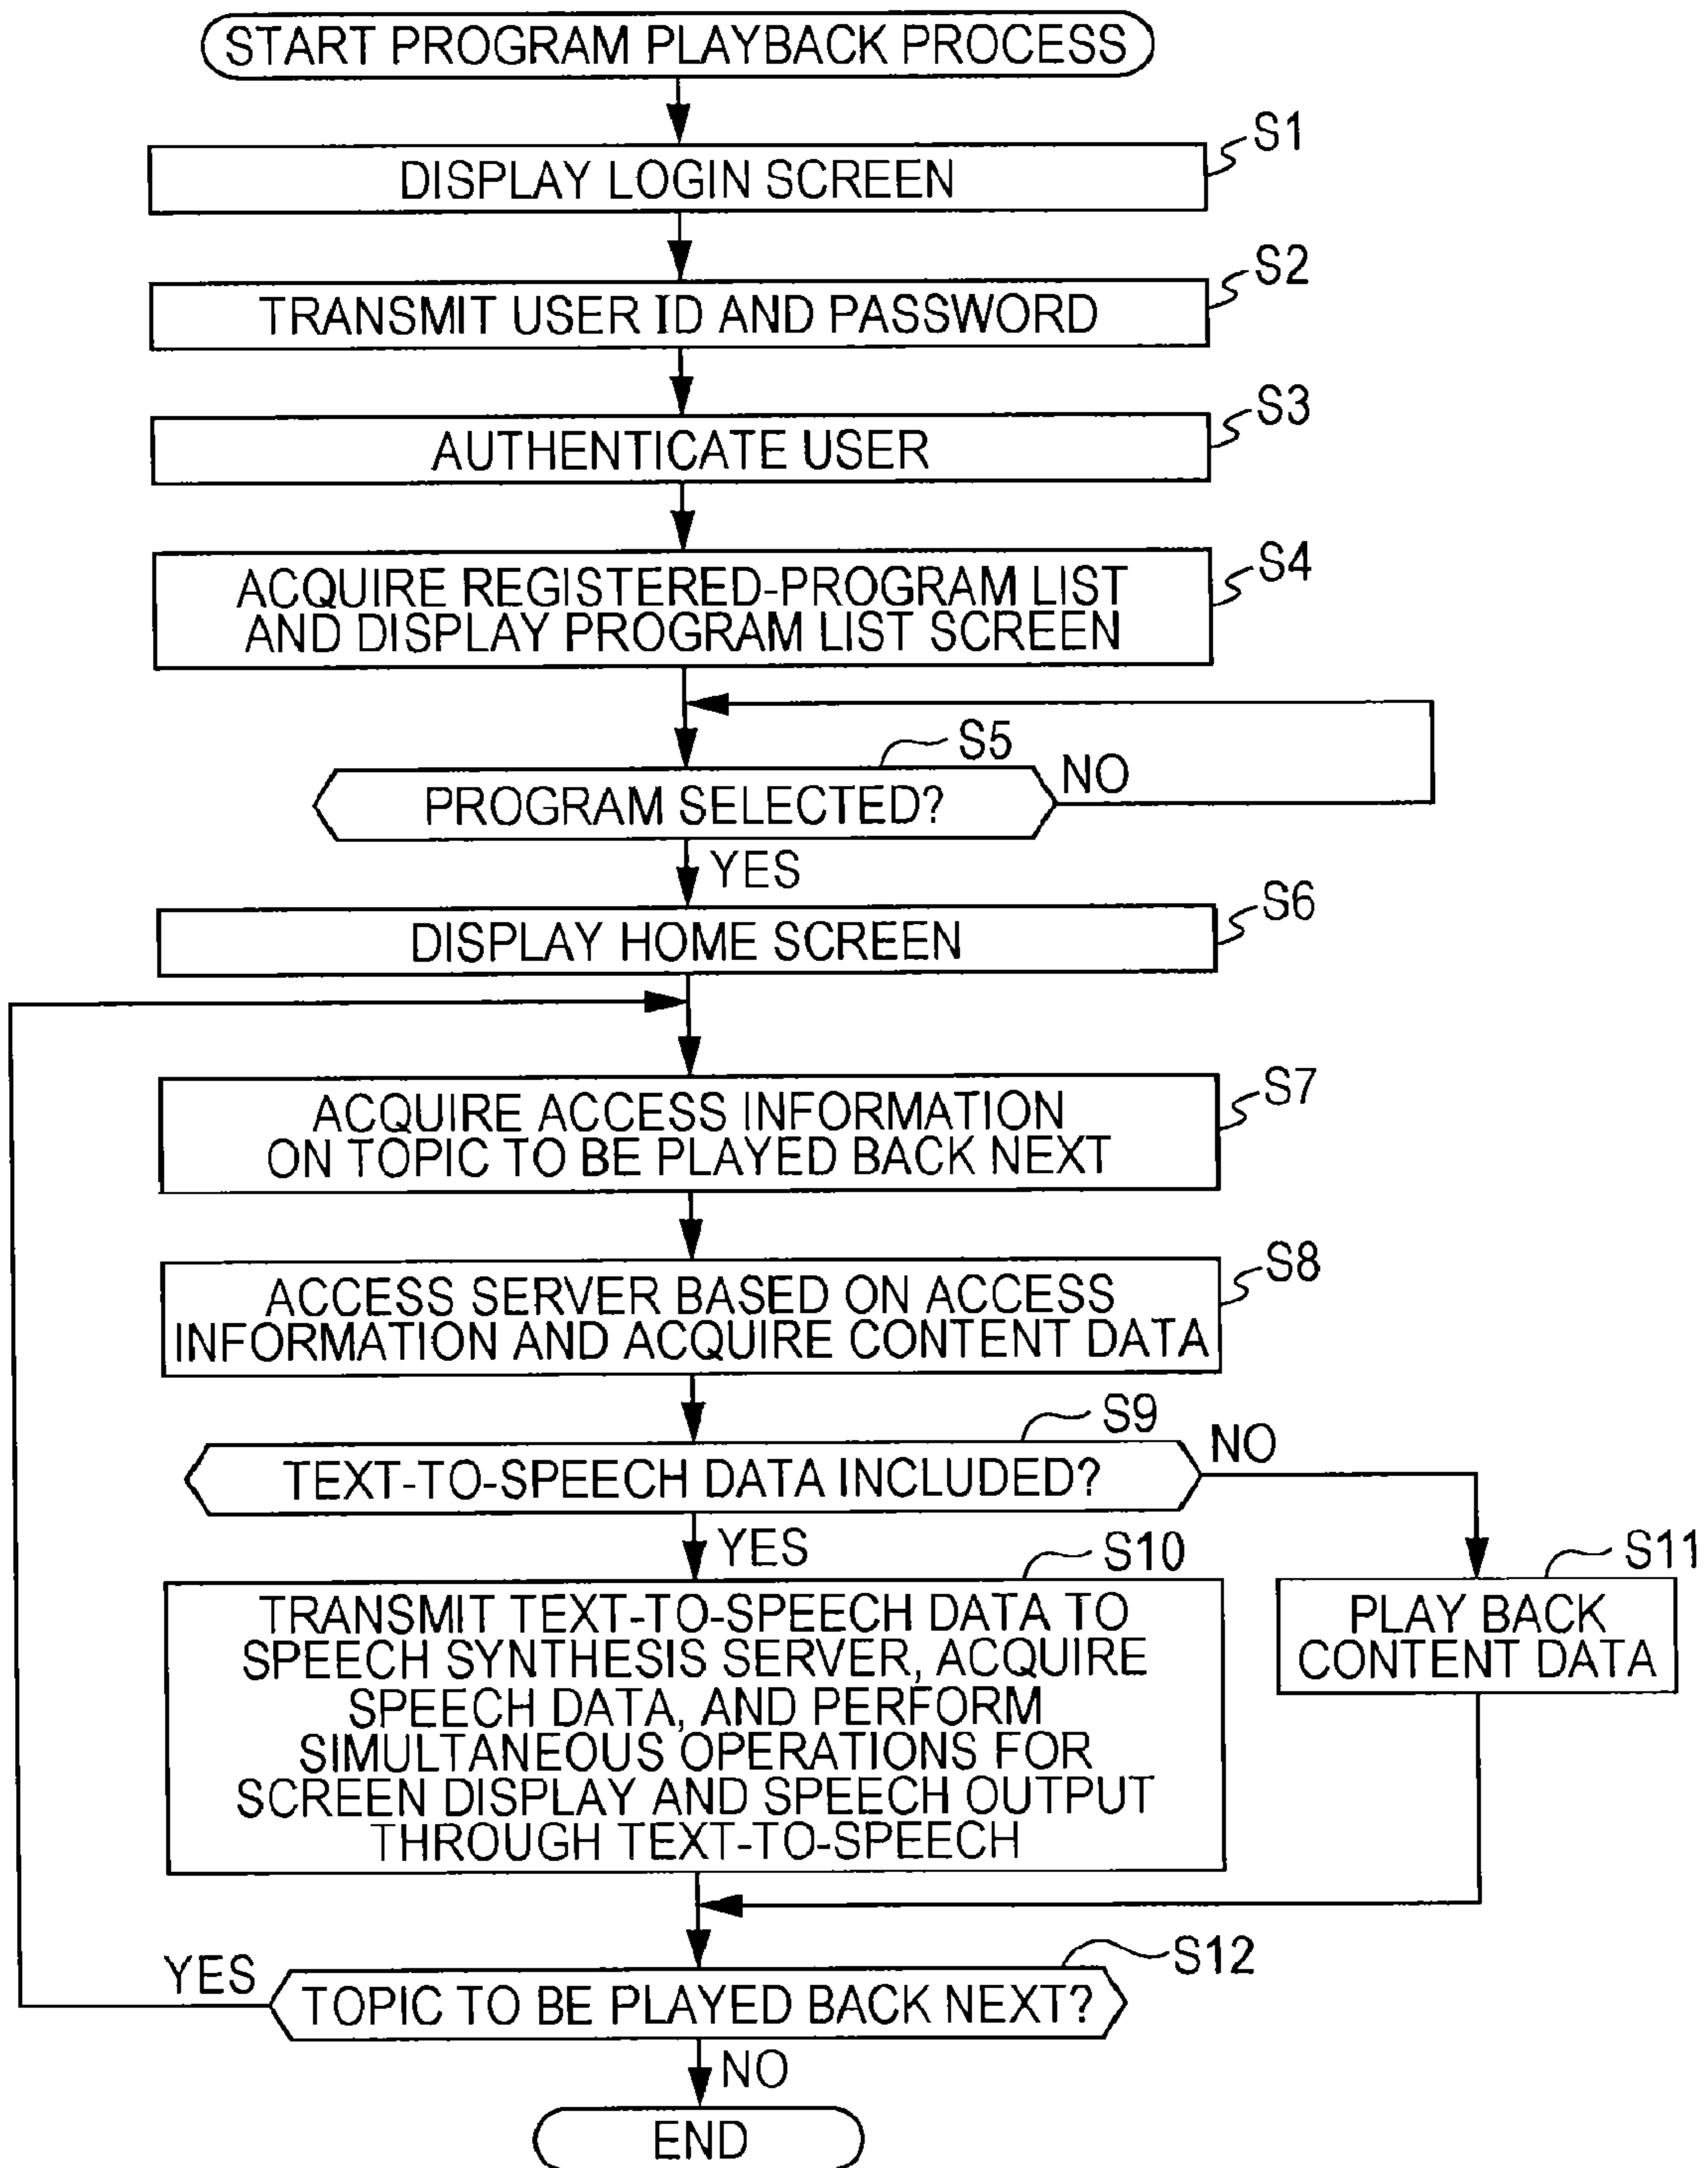 START PROGRAM PLAYBACK PROCESS
S1
DISPLAY LOGIN SCREEN
S2
TRANSMIT USER ID AND PASSWORD
S3
AUTHENTICATE USER
S4
ACQUIRE REGISTERED-PROGRAM LIST
AND DISPLAY PROGRAM LIST SCREEN
S5
NO
PROGRAM SELECTED?
YES
S6
DISPLAY HOME SCREEN
S7
ACQUIRE ACCESS INFORMATION
ON TOPIC TO BE PLAYED BACK NEXT
S8
ACCESS SERVER BASED ON ACCESS
INFORMATION AND ACQUIRE CONTENT DATA
S9
NO
TEXT-TO-SPEECH DATA INCLUDED?
YES
S10
S11
TRANSMIT TEXT-TO-SPEECH DATA TO
SPEECH SYNTHESIS SERVER, ACQUIRE
SPEECH DATA, AND PERFORM
SIMULTANEOUS OPERATIONS FOR
SCREEN DISPLAY AND SPEECH OUTPUT
THROUGH TEXT-TO-SPEECH
PLAY BACK
CONTENT DATA
S12
YES
TOPIC TO BE PLAYED BACK NEXT?
NO
END